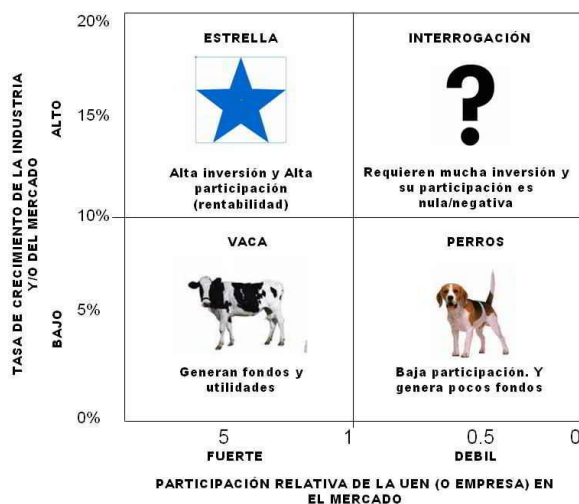 TASA DE CRECIMIENTO DE LA INDUSTRIA
Y/O DEL MERCADO
ALTO
BAJO
20%
15%
10%
5%
0%
ESTRELLA
Alta inversión y Alta
participación
(rentabilidad)
INTERROGACIÓN
?
Requieren mucha inversión y
su participación es
nula/negativa
VACA
Generan fondos y
utilidades
PERROS
Baja participación. Y
genera pocos fondos
5 1 0.5 0
FUERTE DEBIL
PARTICIPACIÓN RELATIVA DE LA UEN (O EMPRESA) EN
EL MERCADO